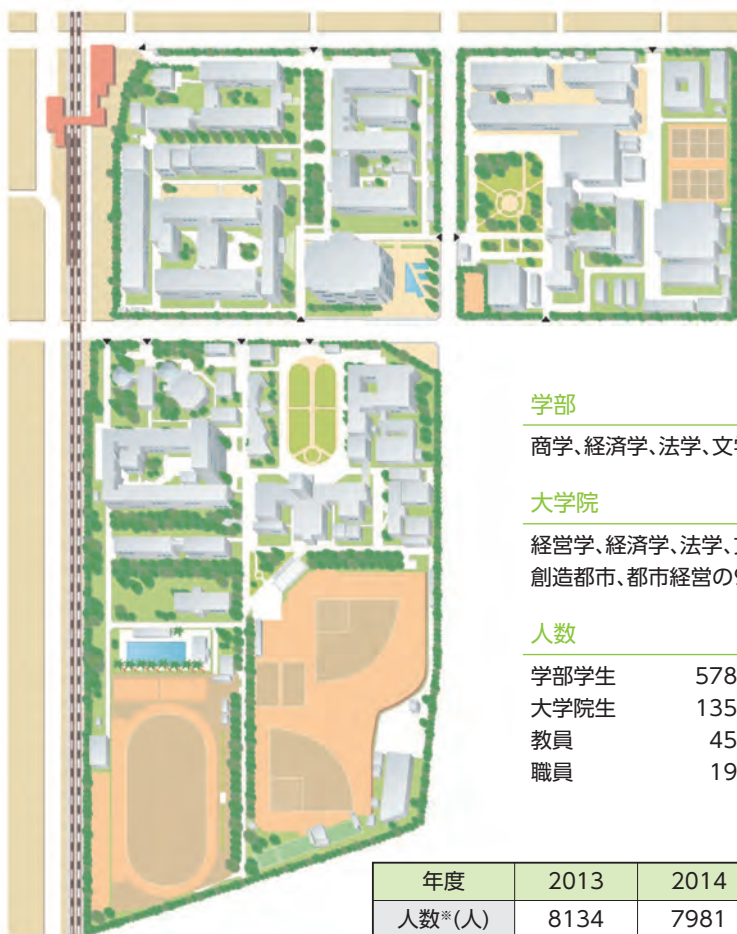 学部
商学、経済学、法学、文
大学院
経営学、経済学、法学、
創造都市、都市経営の
人数
学部学生 578
大学院生 135
教員 45
職員 19
年度 2013 2014
人数※(人) 8134 7981